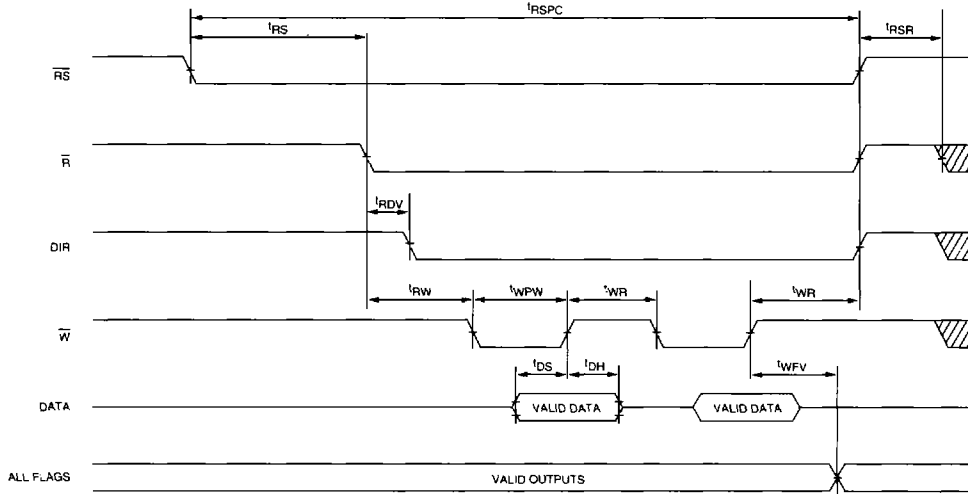 tRSPC
tRS
tRSR
RS
R
tRDV
DIR
tRW
tWPW
tWR
tWR
W
tDS
tDH
tWFV
DATA
VALID DATA
VALID DATA
ALL FLAGS
VALID OUTPUTS